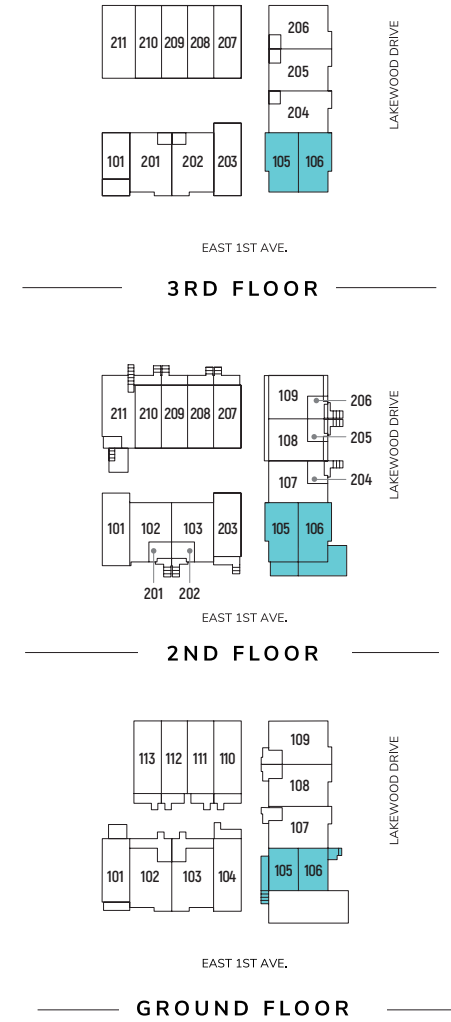 211 210 209 208 207
206
205
204
LAKEWOOD DRIVE
101 201 202 203
105 106
EAST 1ST AVE.
3RD FLOOR
211 210 209 208 207
109
206
108
205
107
204
LAKEWOOD DRIVE
101 102 103 203
105 106
201 202
EAST 1ST AVE.
2ND FLOOR
113 112 111 110
109
108
107
LAKEWOOD DRIVE
101 102 103 104
105 106
EAST 1ST AVE.
GROUND FLOOR